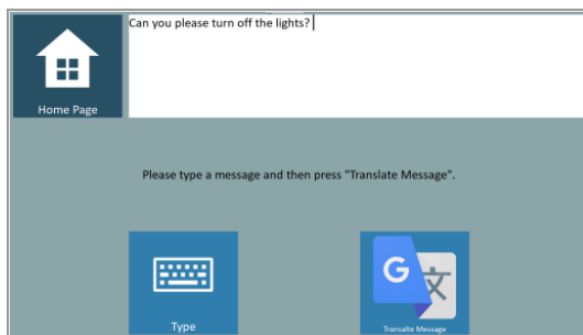 Can you please turn off the lights?
Home Page
Please type a message and then press "Translate Message".
G 文
Type
Transalte Message